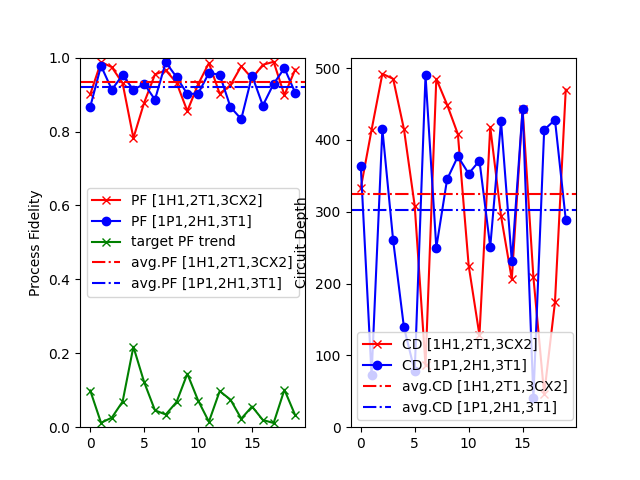 1.0
0.8
0.6
0.4
0.2
0.0
Process Fidelity
PF [1H1,2T1,3CX2]
PF [1P1,2H1,3T1]
target PF trend
avg.PF [1H1,2T1,3CX2]
avg.PF [1P1,2H1,3T1]
0
5
10
15
500
400
300
200
100
0
Circuit Depth
CD [1H1,2T1,3CX2]
CD [1P1,2H1,3T1]
avg.CD [1H1,2T1,3CX2]
avg.CD [1P1,2H1,3T1]
0
5
10
15